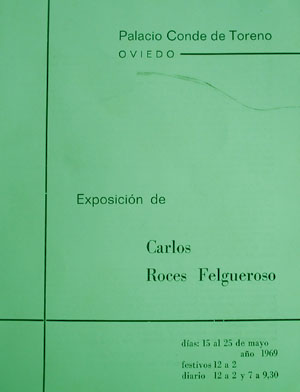 Palacio Conde de Toreno
OVIEDO
Exposición de
Carlos
Roces Felgueroso
días: 15 al 25 de mayo
año 1969
festivos 12 a 2
diario 12 a 2 y 7 a 9,30